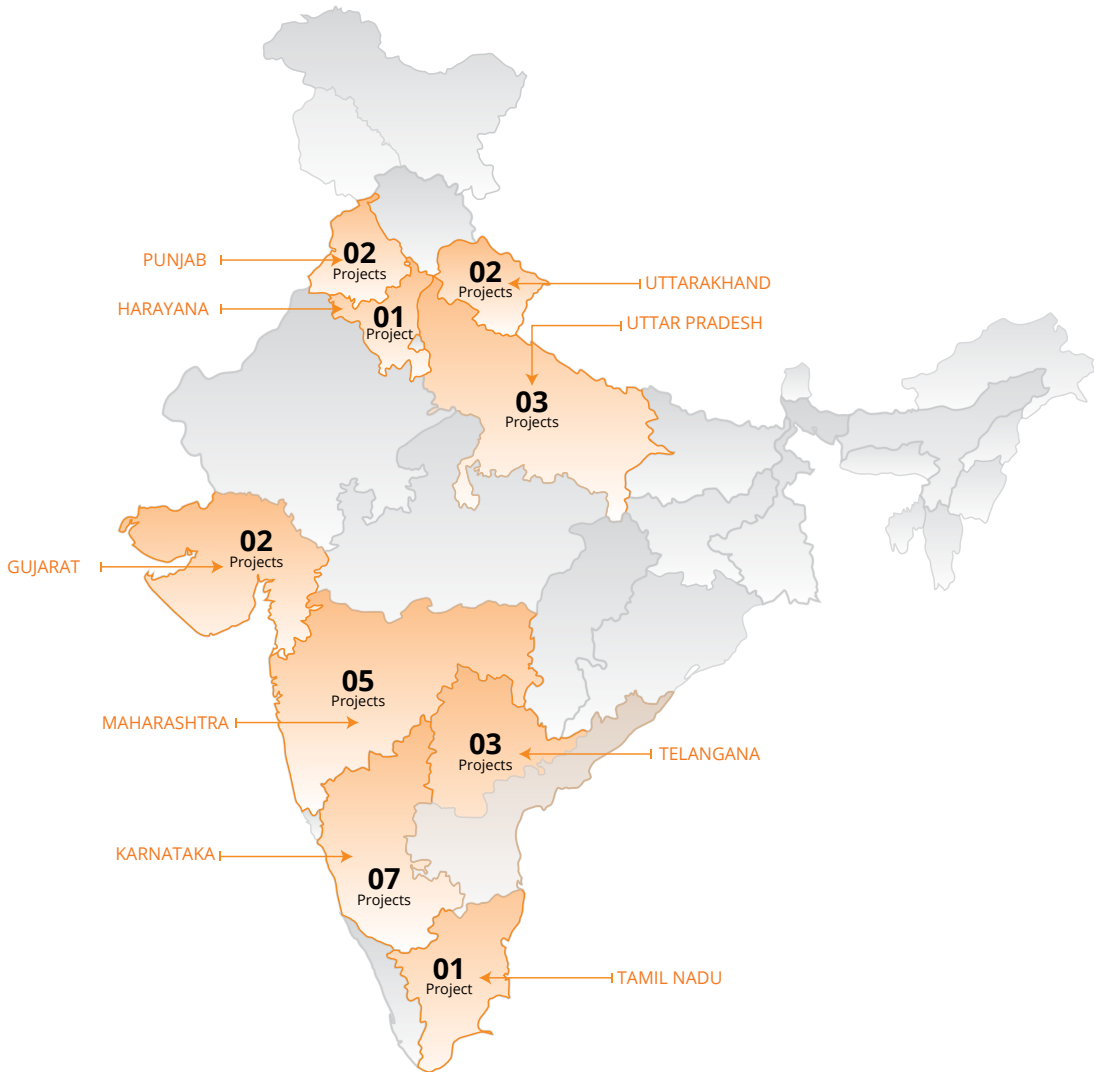 02
Projects
PUNJAB
02
Projects
UTTARAKHAND
HARAYANA
01
Project
UTTAR PRADESH
03
Projects
02
Projects
GUJARAT
05
Projects
MAHARASHTRA
03
Projects
TELANGANA
KARNATAKA
07
Projects
01
Project
TAMIL NADU